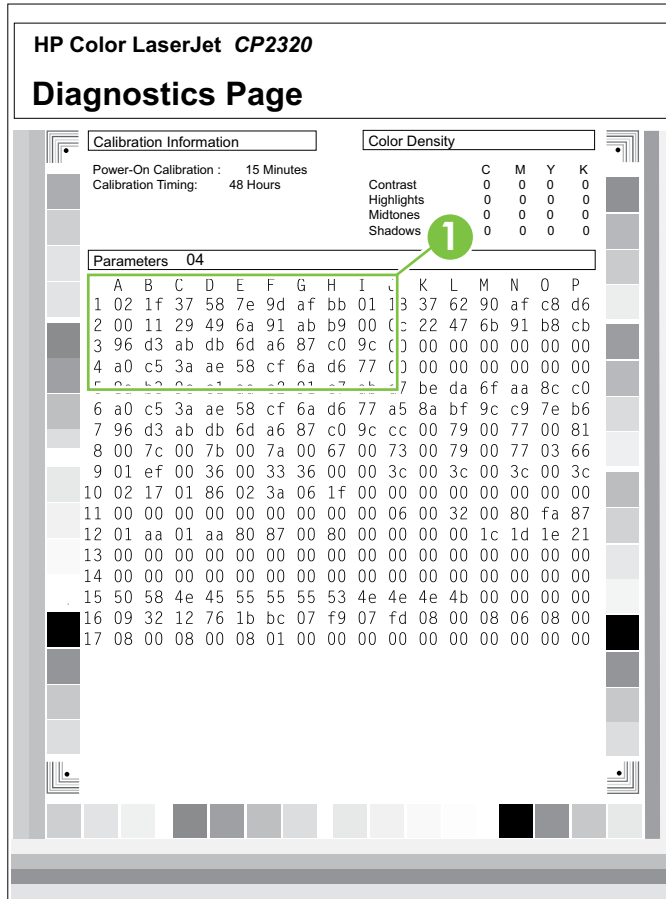 HP Color LaserJet CP2320
Diagnostics Page
Calibration Information
Color Density
Power-On Calibration : 15 Minutes
Calibration Timing: 48 Hours
C M Y K
Contrast 0 0 0 0
Highlights 0 0 0 0
Midtones 0 0 0 0
Shadows 0 0 0 0
1
Parameters 04
A B C D E F G H I J K L M N O P
1 02 1f 37 58 7e 9d af bb 01 37 62 90 af c8 d6
2 00 11 29 49 6a 91 ab b9 00 0c 22 47 6b 91 b8 cb
3 96 d3 ab db 6d a6 87 c0 9c 00 00 00 00 00 00 00
4 a0 c5 3a ae 58 cf 6a d6 77 00 00 00 00 00 00 00
be da 6f aa 8c c0
6 a0 c5 3a ae 58 cf 6a d6 77 a5 8a bf 9c c9 7e b6
7 96 d3 ab db 6d a6 87 c0 9c cc 00 79 00 77 00 81
8 00 7c 00 7b 00 7a 00 67 00 73 00 79 00 77 03 66
9 01 ef 00 36 00 33 36 00 00 3c 00 3c 00 3c 00 3c
10 02 17 01 86 02 3a 06 1f 00 00 00 00 00 00 00 00
11 00 00 00 00 00 00 00 00 00 06 00 32 00 80 fa 87
12 01 aa 01 aa 80 87 00 80 00 00 00 00 1c 1d 1e 21
13 00 00 00 00 00 00 00 00 00 00 00 00 00 00 00 00
14 00 00 00 00 00 00 00 00 00 00 00 00 00 00 00 00
15 50 58 4e 45 55 55 55 53 4e 4e 4e 4b 00 00 00 00
16 09 32 12 76 1b bc 07 f9 07 fd 08 00 08 06 08 00
17 08 00 08 00 08 01 00 00 00 00 00 00 00 00 00 00